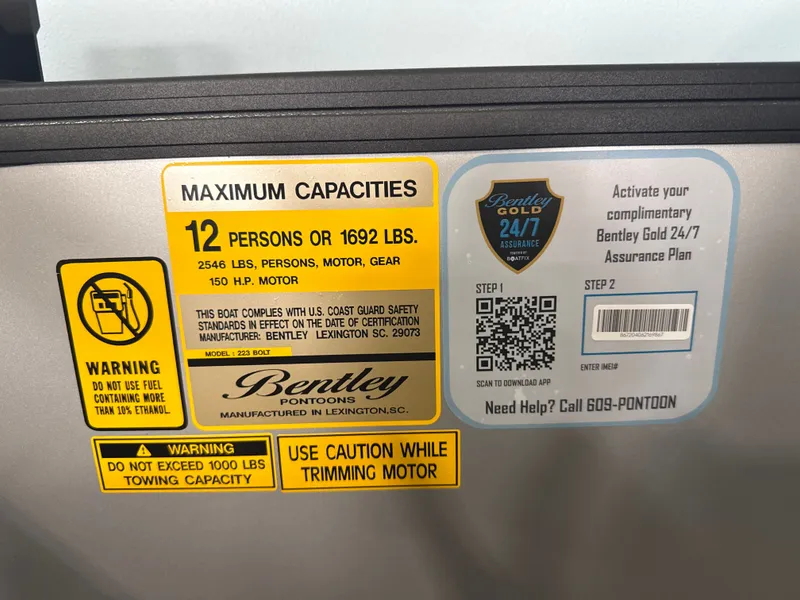 MAXIMUM CAPACITIES
12 PERSONS OR 1692 LBS.
2546 LBS, PERSONS, MOTOR, GEAR
150 H.P. MOTOR
THIS BOAT COMPLIES WITH U.S. COAST GUARD SAFETY
STANDARDS IN EFFECT ON THE DATE OF CERTIFICATION
MANUFACTURER: BENTLEY LEXINGTON SC. 29073
MODEL : 223 BOLT
Bentley
PONTOONS
MANUFACTURED IN LEXINGTON,SC.
WARNING
DO NOT USE FUEL
CONTAINING MORE
THAN 10% ETHANOL.
WARNING
DO NOT EXCEED 1000 LBS
TOWING CAPACITY
USE CAUTION WHILE
TRIMMING MOTOR
Bentley
GOLD
24/7
ASSURANCE
POWERED BY
BOATFIX
Activate your
complimentary
Bentley Gold 24/7
Assurance Plan
STEP 1
SCAN TO DOWNLOAD APP
STEP 2
ENTER IMEI#
Need Help? Call 609-PONTOON